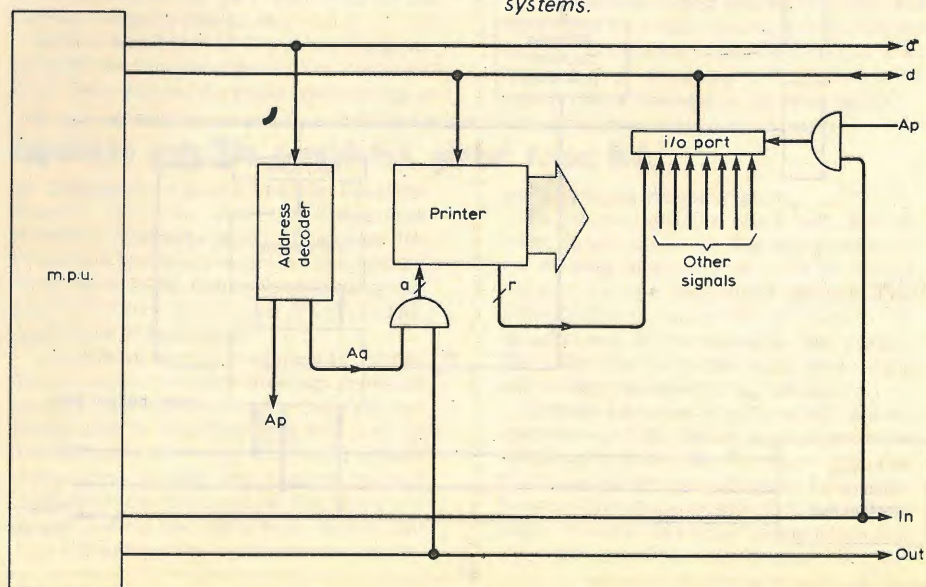 systems.
a
d
Ap
i/o port
Printer
Address
decoder
Other
signals
m.p.u.
a
r
Aq
Ap
In
Out